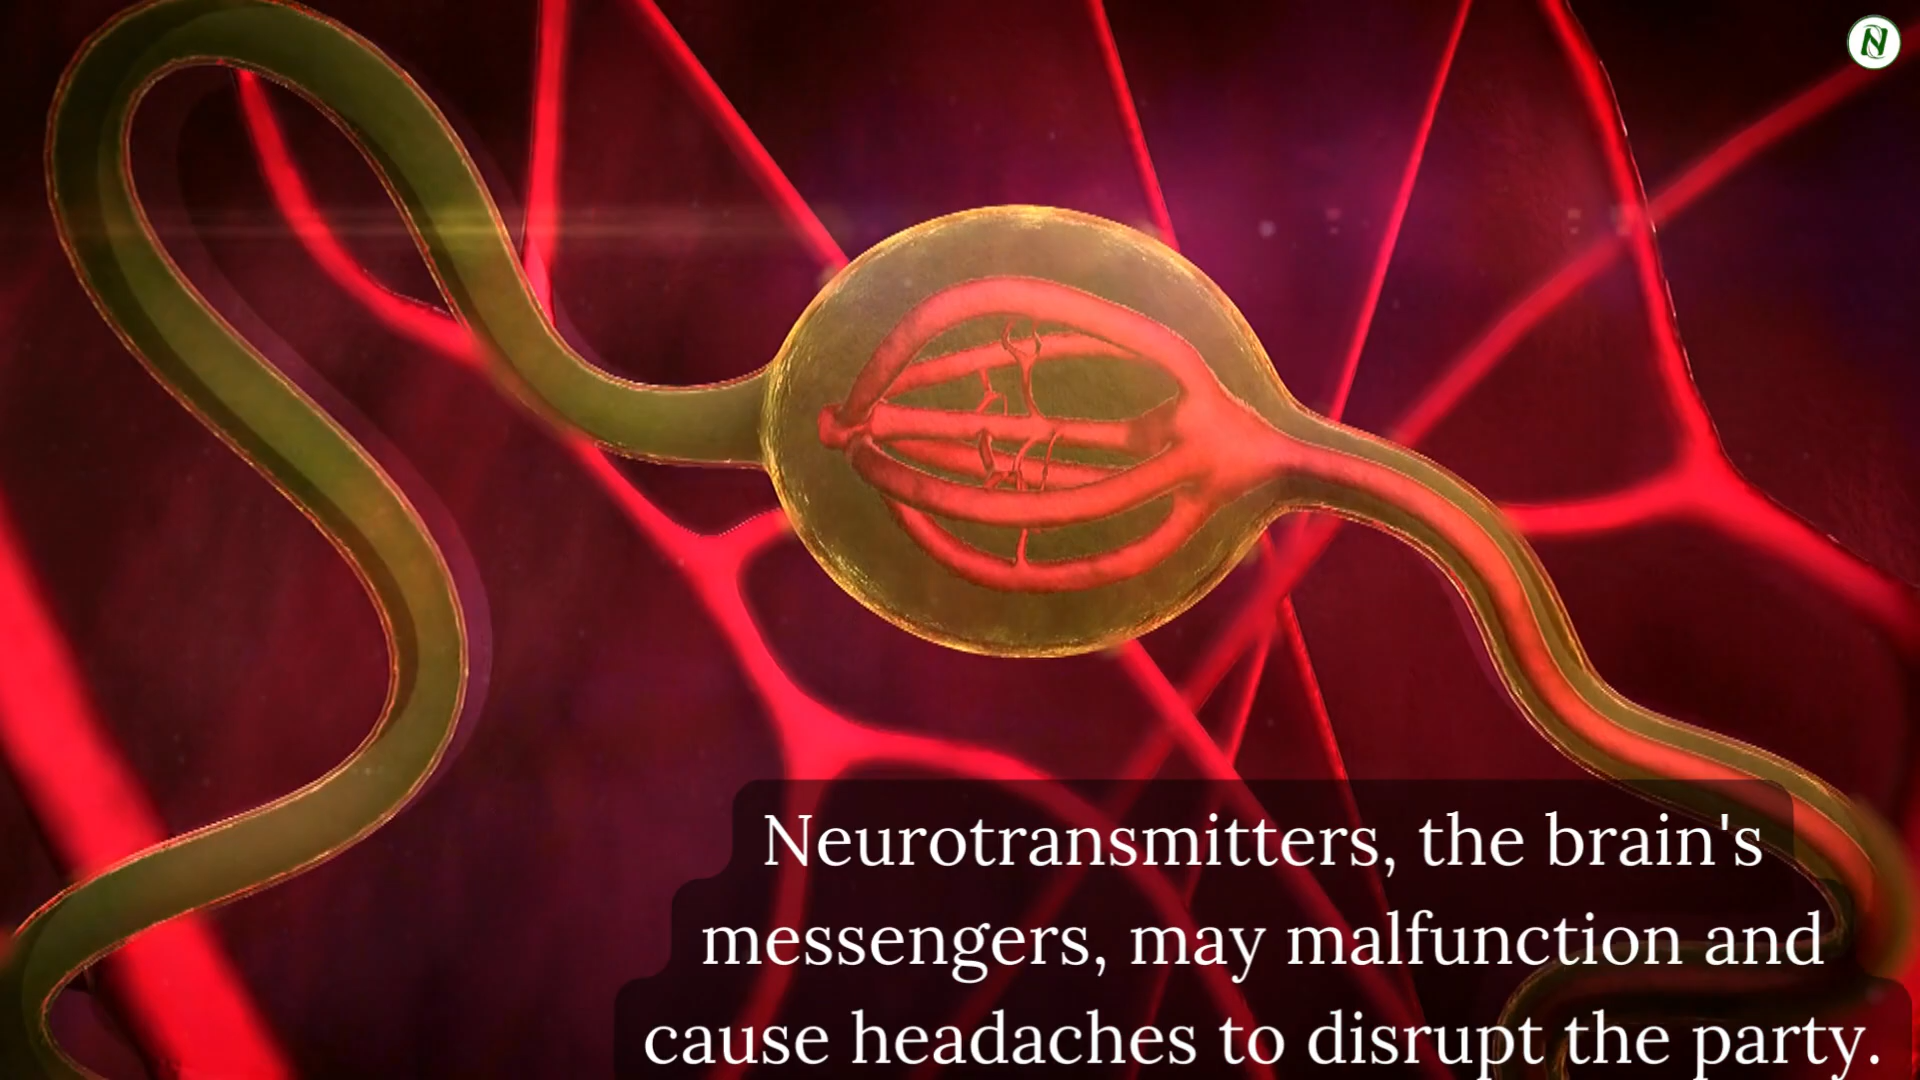 N
Neurotransmitters, the brain's
messengers, may malfunction and
cause headaches to disrupt the party.